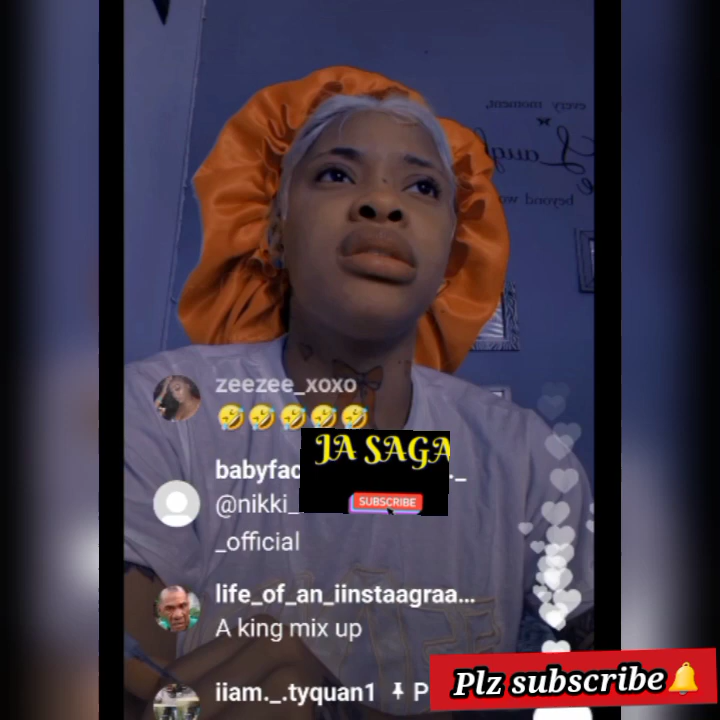 every moment,
Laugh
beyond wo
zeezee_xoxo
🤣🤣🤣🤣🤣
JA SAGA
babyfac
._
SUBSCRIBE
@nikki_
_official
life_of_an_iinstaagraa...
A king mix up
iiam._.tyquan1 P
Plz subscribe🔔